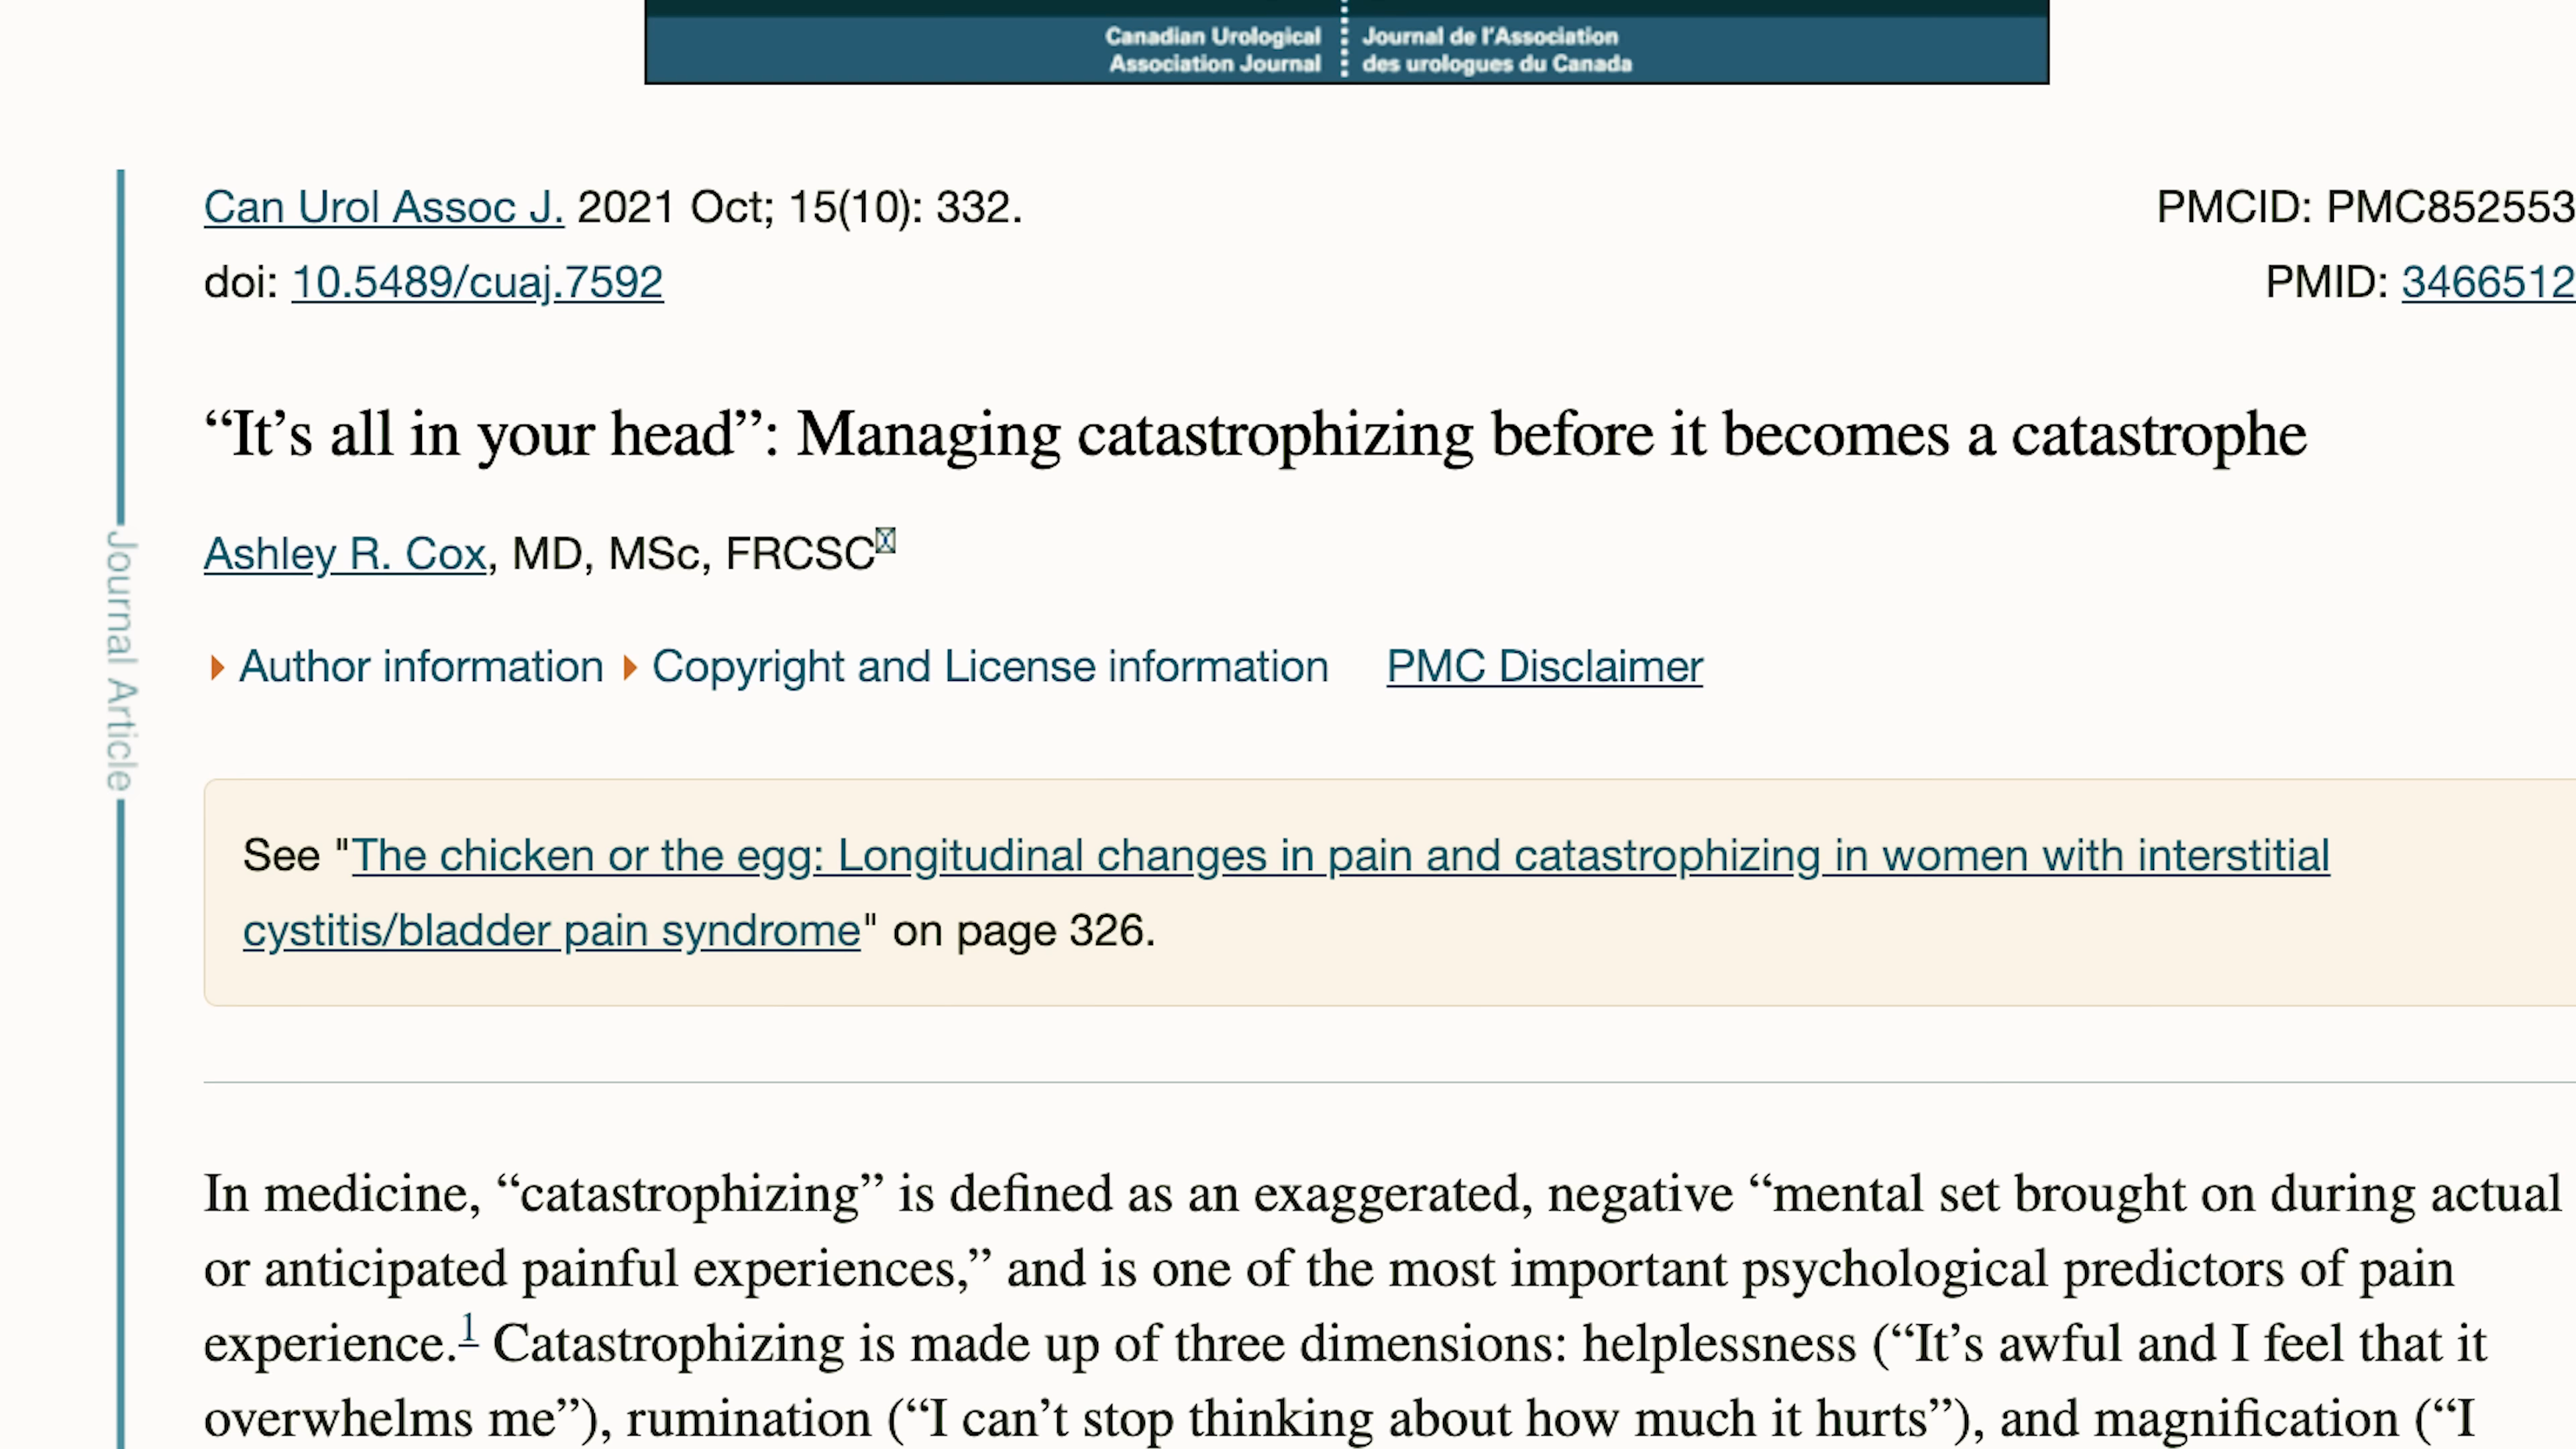 Canadian Urological
Association Journal
Journal de l'Association
des urologues du Canada
Can Urol Assoc J. 2021 Oct; 15(10): 332.
doi: 10.5489/cuaj.7592
PMCID: PMC852553
PMID: 3466512
“It’s all in your head”: Managing catastrophizing before it becomes a catastrophe
Ashley R. Cox, MD, MSc, FRCSC
Author information Copyright and License information PMC Disclaimer
Journal Article
See "The chicken or the egg: Longitudinal changes in pain and catastrophizing in women with interstitial
cystitis/bladder pain syndrome" on page 326.
In medicine, “catastrophizing” is defined as an exaggerated, negative “mental set brought on during actual
or anticipated painful experiences,” and is one of the most important psychological predictors of pain
experience.1 Catastrophizing is made up of three dimensions: helplessness (“It’s awful and I feel that it
overwhelms me”), rumination (“I can’t stop thinking about how much it hurts”), and magnification (“I